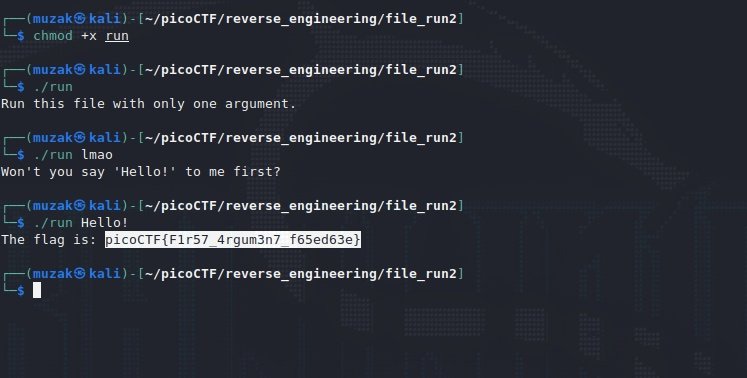 ┌──(muzak㉿kali)-[~/picoCTF/reverse_engineering/file_run2]
└─$ chmod +x run
┌──(muzak㉿kali)-[~/picoCTF/reverse_engineering/file_run2]
└─$ ./run
Run this file with only one argument.
┌──(muzak㉿kali)-[~/picoCTF/reverse_engineering/file_run2]
└─$ ./run lmao
Won't you say 'Hello!' to me first?
┌──(muzak㉿kali)-[~/picoCTF/reverse_engineering/file_run2]
└─$ ./run Hello!
The flag is: picoCTF{F1r57_4rgum3n7_f65ed63e}
┌──(muzak㉿kali)-[~/picoCTF/reverse_engineering/file_run2]
└─$